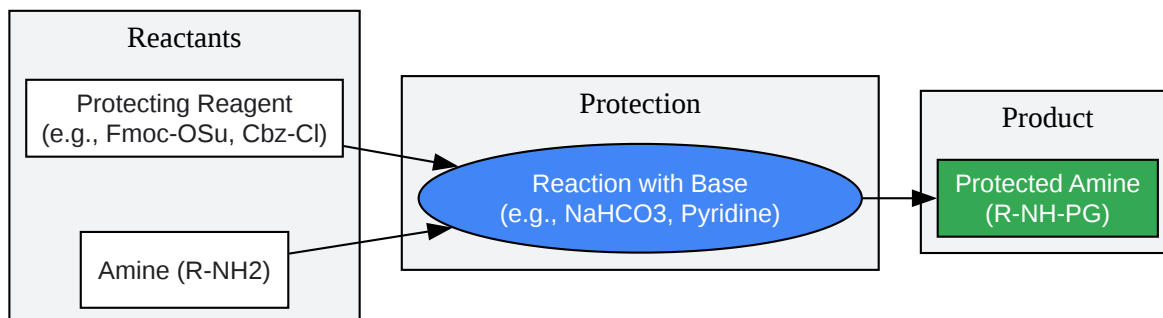 Reactants
Protecting Reagent
(e.g., Fmoc-OSu, Cbz-Cl)
Amine (R-NH2)
Protection
Reaction with Base
(e.g., NaHCO3, Pyridine)
Product
Protected Amine
(R-NH-PG)